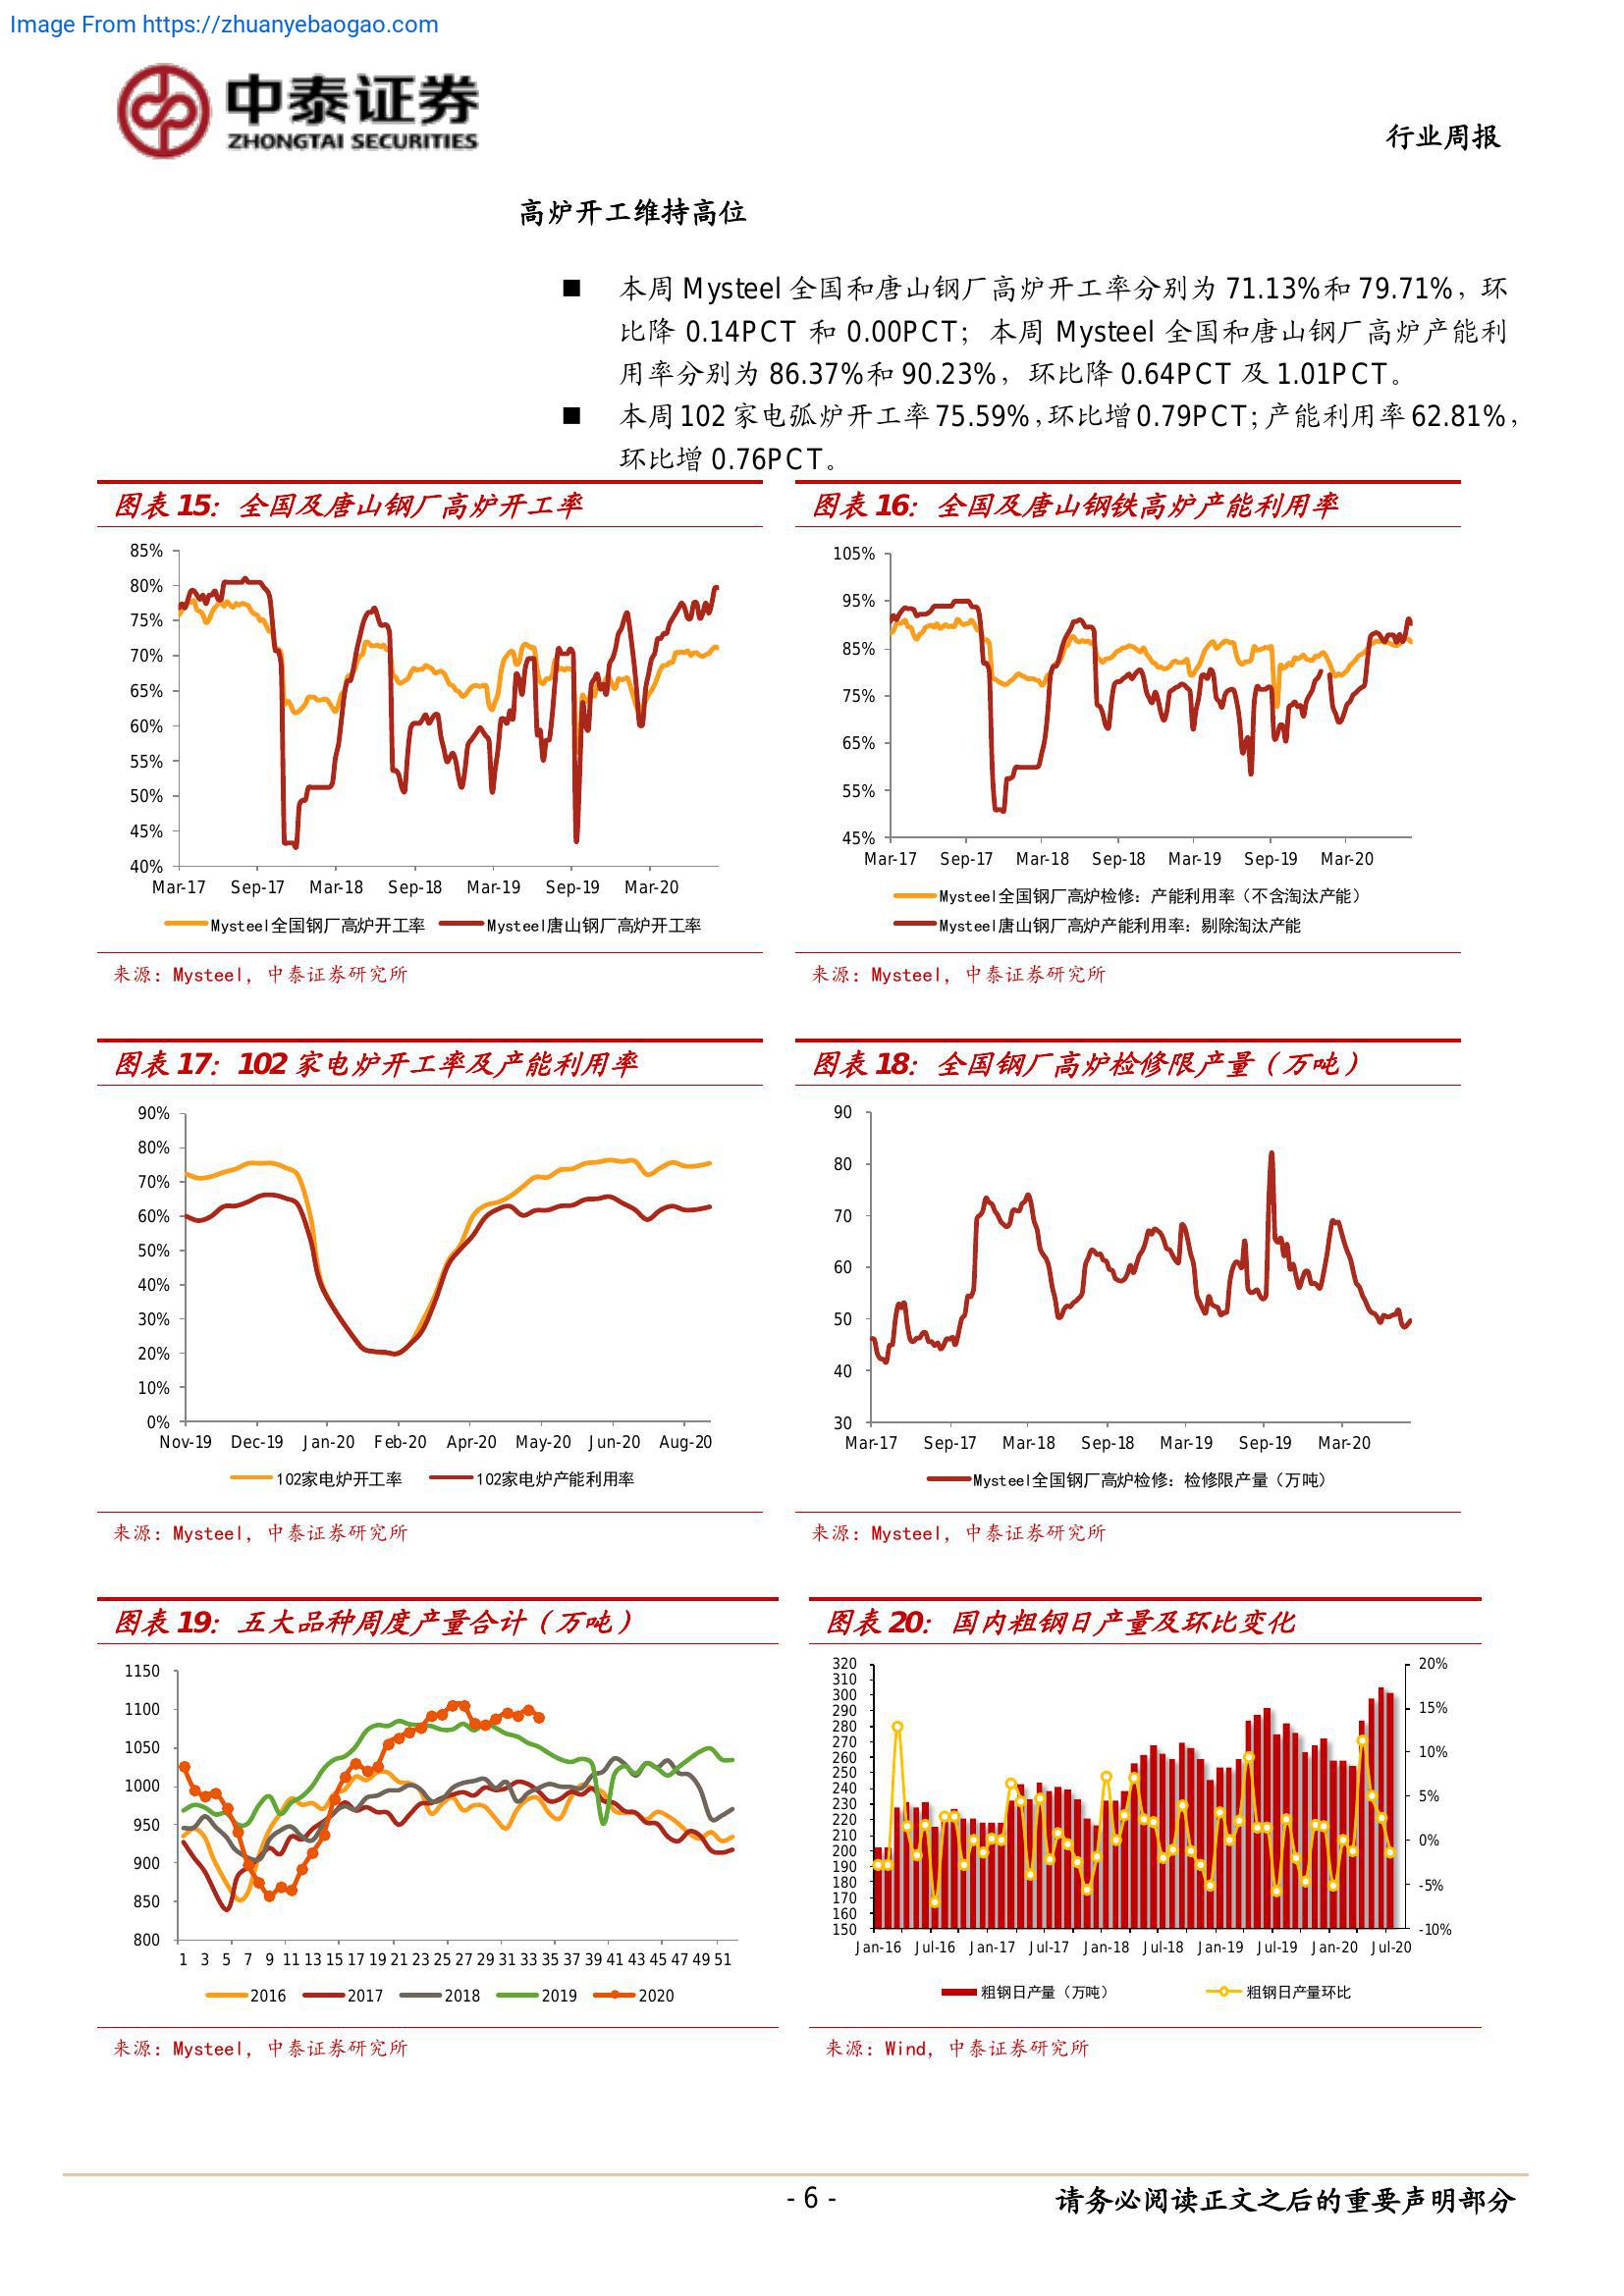 Image From https://zhuanyebaogao.com
中泰证券
ZHONGTAI SECURITIES
行业周报
高炉开工维持高位
■ 本周 Mysteel 全国和唐山钢厂高炉开工率分别为 71.13%和 79.71%，环
比降 0.14PCT 和 0.00PCT；本周 Mysteel 全国和唐山钢厂高炉产能利
用率分别为 86.37%和 90.23%，环比降 0.64PCT 及 1.01PCT。
■ 本周 102 家电弧炉开工率 75.59%，环比增 0.79PCT；产能利用率 62.81%，
环比增 0.76PCT。
图表 15：全国及唐山钢厂高炉开工率
85%
80%
75%
70%
65%
60%
55%
50%
45%
40%
Mar-17 Sep-17 Mar-18 Sep-18 Mar-19 Sep-19 Mar-20
Mysteel全国钢厂高炉开工率 Mysteel唐山钢厂高炉开工率
来源：Mysteel，中泰证券研究所
图表 16：全国及唐山钢铁高炉产能利用率
105%
95%
85%
75%
65%
55%
45%
Mar-17 Sep-17 Mar-18 Sep-18 Mar-19 Sep-19 Mar-20
Mysteel全国钢厂高炉检修：产能利用率（不含淘汰产能）
Mysteel唐山钢厂高炉产能利用率：剔除淘汰产能
来源：Mysteel，中泰证券研究所
图表 17：102 家电炉开工率及产能利用率
90%
80%
70%
60%
50%
40%
30%
20%
10%
0%
Nov-19 Dec-19 Jan-20 Feb-20 Apr-20 May-20 Jun-20 Aug-20
102家电炉开工率 102家电炉产能利用率
来源：Mysteel，中泰证券研究所
图表 18：全国钢厂高炉检修限产量（万吨）
90
80
70
60
50
40
30
Mar-17 Sep-17 Mar-18 Sep-18 Mar-19 Sep-19 Mar-20
Mysteel全国钢厂高炉检修：检修限产量（万吨）
来源：Mysteel，中泰证券研究所
图表 19：五大品种周度产量合计（万吨）
1150
1100
1050
1000
950
900
850
800
1 3 5 7 9 11 13 15 17 19 21 23 25 27 29 31 33 35 37 39 41 43 45 47 49 51
2016 2017 2018 2019 2020
来源：Mysteel，中泰证券研究所
图表 20：国内粗钢日产量及环比变化
320
310
300
290
280
270
260
250
240
230
220
210
200
190
180
170
160
150
20%
15%
10%
5%
0%
-5%
-10%
Jan-16 Jul-16 Jan-17 Jul-17 Jan-18 Jul-18 Jan-19 Jul-19 Jan-20 Jul-20
粗钢日产量（万吨） 粗钢日产量环比
来源：Wind，中泰证券研究所
- 6 -
请务必阅读正文之后的重要声明部分